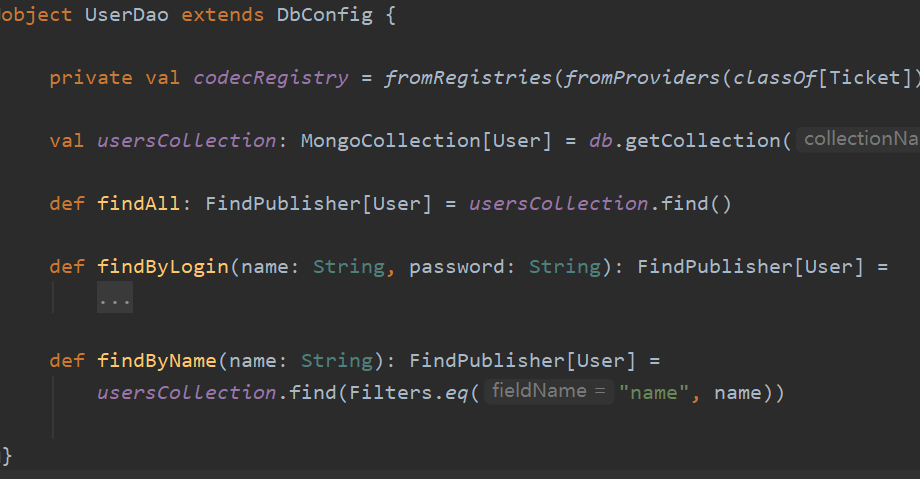 object UserDao extends DbConfig {
private val codecRegistry = fromRegistries(fromProviders(classOf[Ticket])
val usersCollection: MongoCollection[User] = db.getCollection( collectionNa
def findAll: FindPublisher[User] = usersCollection.find()
def findByLogin(name: String, password: String): FindPublisher[User] =
...
def findByName(name: String): FindPublisher[User] =
usersCollection.find(Filters.eq( fieldName = "name", name))
}